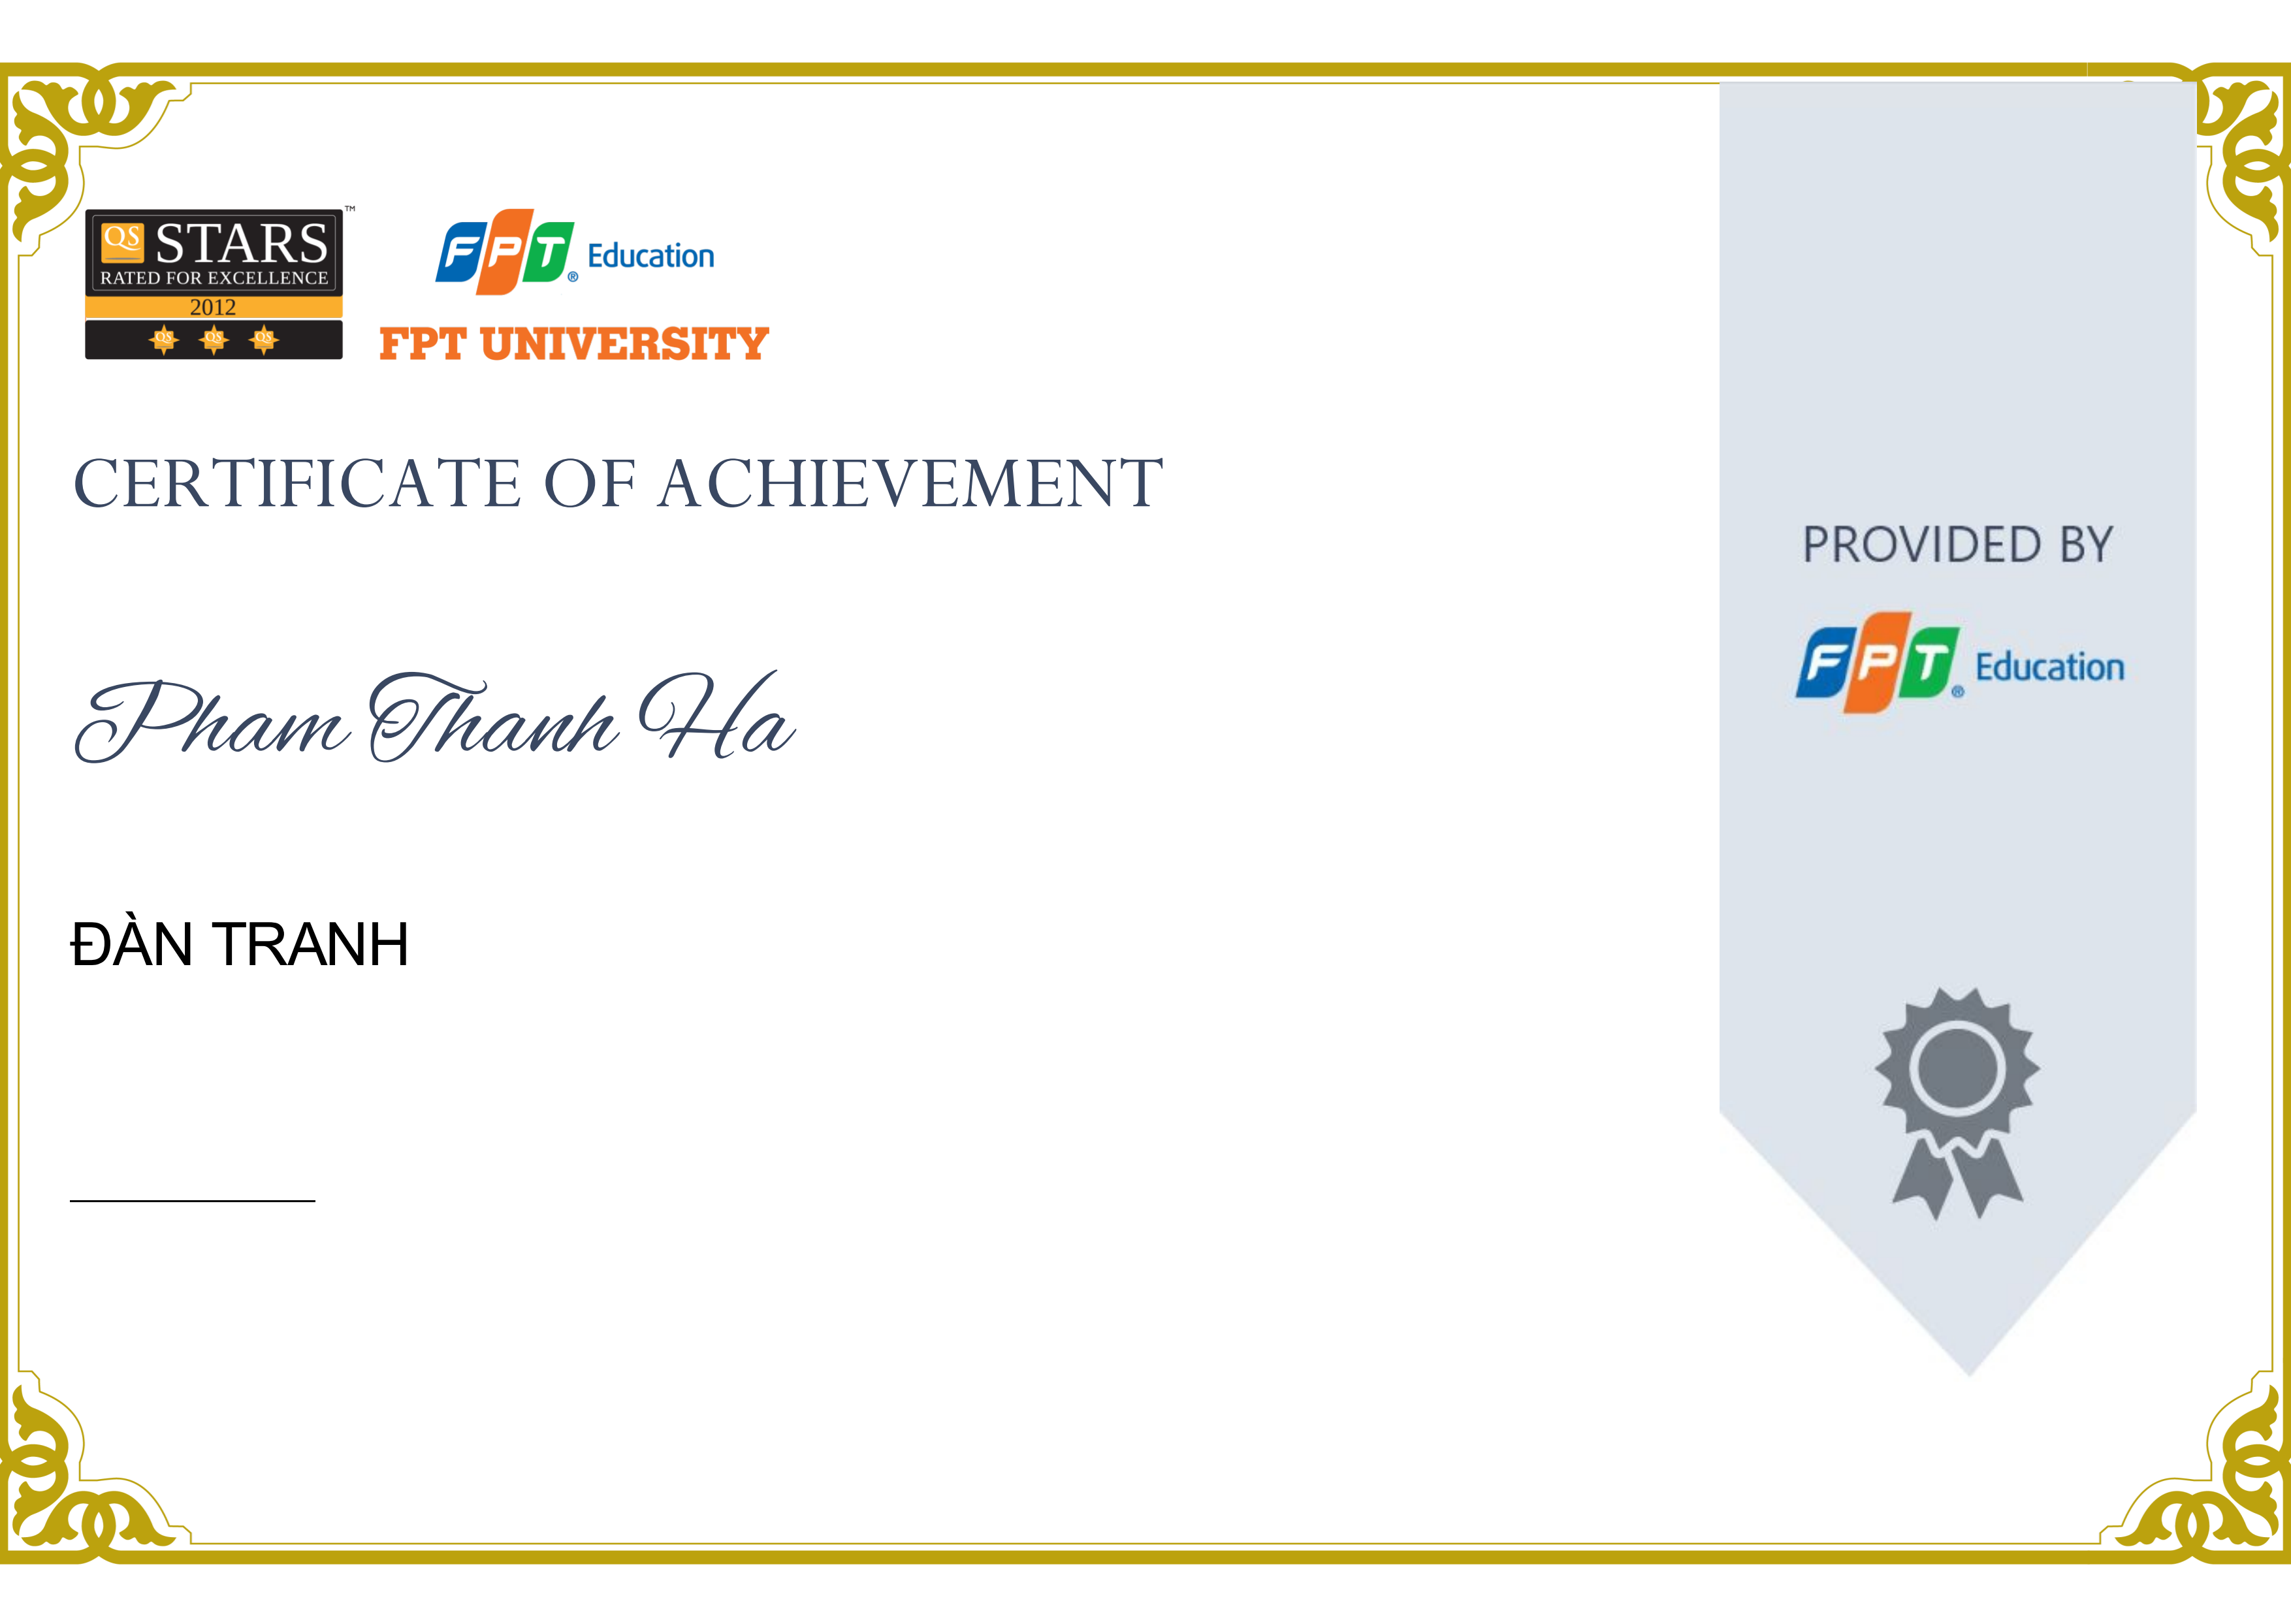 QS STARS™
RATED FOR EXCELLENCE
2012
QS QS QS
FPT® Education
FPT UNIVERSITY
CERTIFICATE OF ACHIEVEMENT
Pham Thanh Ha
ĐÀN TRANH
PROVIDED BY
FPT® Education